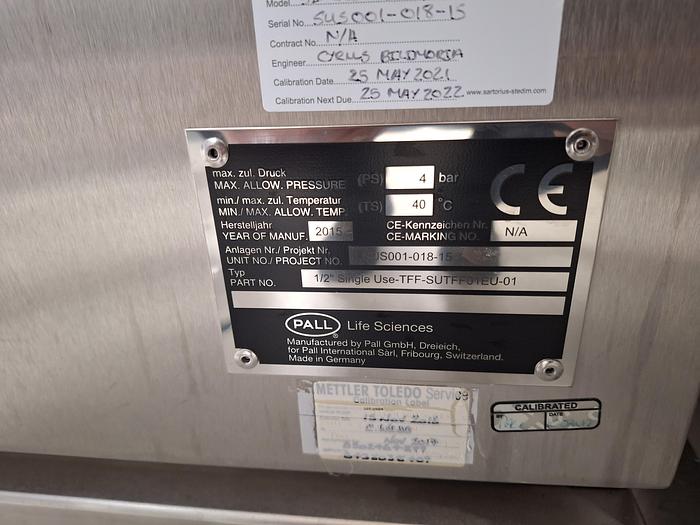 Model
Serial No. SUS001-018-15
Contract No. N/A
Engineer
Calibration Date 25 MAY 2021
Calibration Next Due 25 MAY 2022 www.sartorius-stedim.com
max. zul. Druck
MAX. ALLOW. PRESSURE (PS) 4 bar
min./ max. zul. Temperatur
MIN./ MAX. ALLOW. TEMP. (TS) 40 °C
Herstelljahr CE-Kennzeichen Nr.
YEAR OF MANUF. 2015 CE-MARKING NO. N/A
CE
Anlagen Nr./ Projekt Nr.
UNIT NO./ PROJECT NO. SUS001-018-15
Typ
PART NO. 1/2" Single Use-TFF-SUTFF01EU-01
PALL Life Sciences
Manufactured by Pall GmbH, Dreieich,
for Pall International Sàrl, Fribourg, Switzerland.
Made in Germany
METTLER TOLEDO Service
Calibration Label
CALIBRATED
BY DATE